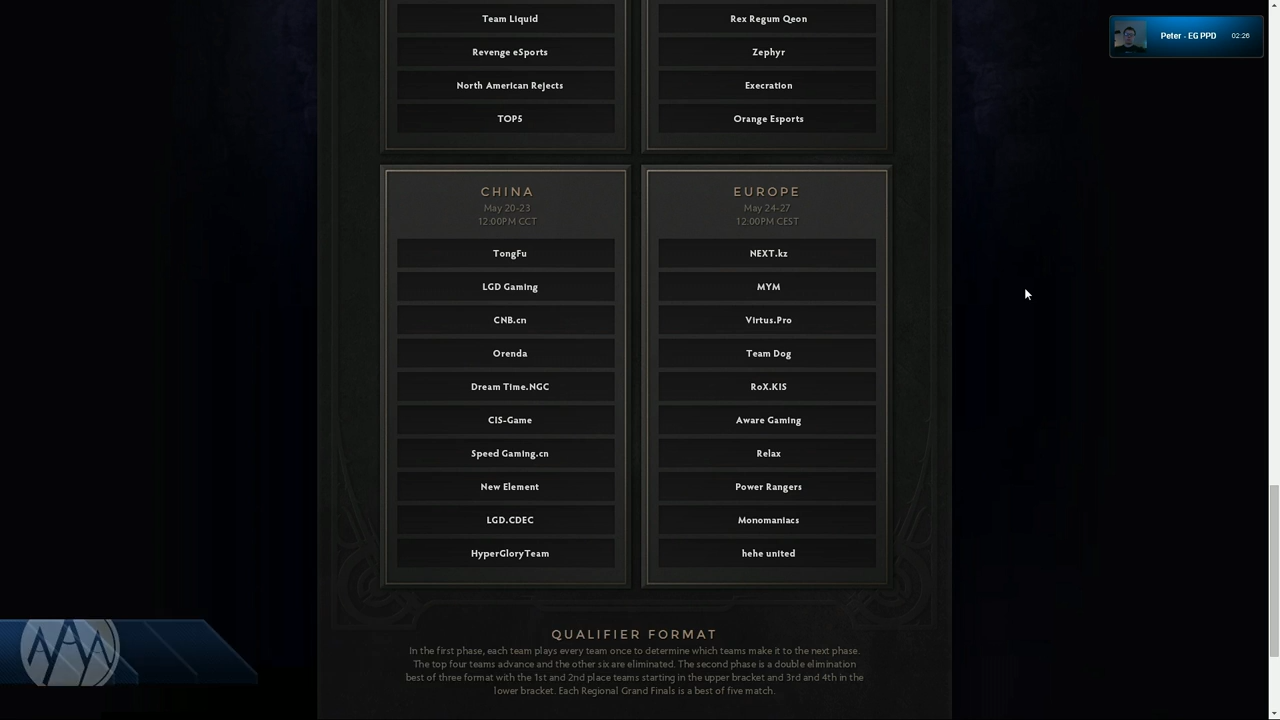 Team Liquid
Revenge eSports
North American Rejects
TOP5
Rex Regum Qeon
Zephyr
Execration
Orange Esports
Peter - EG PPD 02:26
CHINA
May 20-23
12:00PM CCT
TongFu
LGD Gaming
CNB.cn
Orenda
Dream Time.NGC
CIS-Game
Speed Gaming.cn
New Element
LGD.CDEC
HyperGloryTeam
EUROPE
May 24-27
12:00PM CEST
NEXT.kz
MYM
Virtus.Pro
Team Dog
RoX.KIS
Aware Gaming
Relax
Power Rangers
Monomaniacs
hehe united
QUALIFIER FORMAT
In the first phase, each team plays every team once to determine which teams make it to the next phase.
The top four teams advance and the other six are eliminated. The second phase is a double elimination
best of three format with the 1st and 2nd place teams starting in the upper bracket and 3rd and 4th in the
lower bracket. Each Regional Grand Finals is a best of five match.